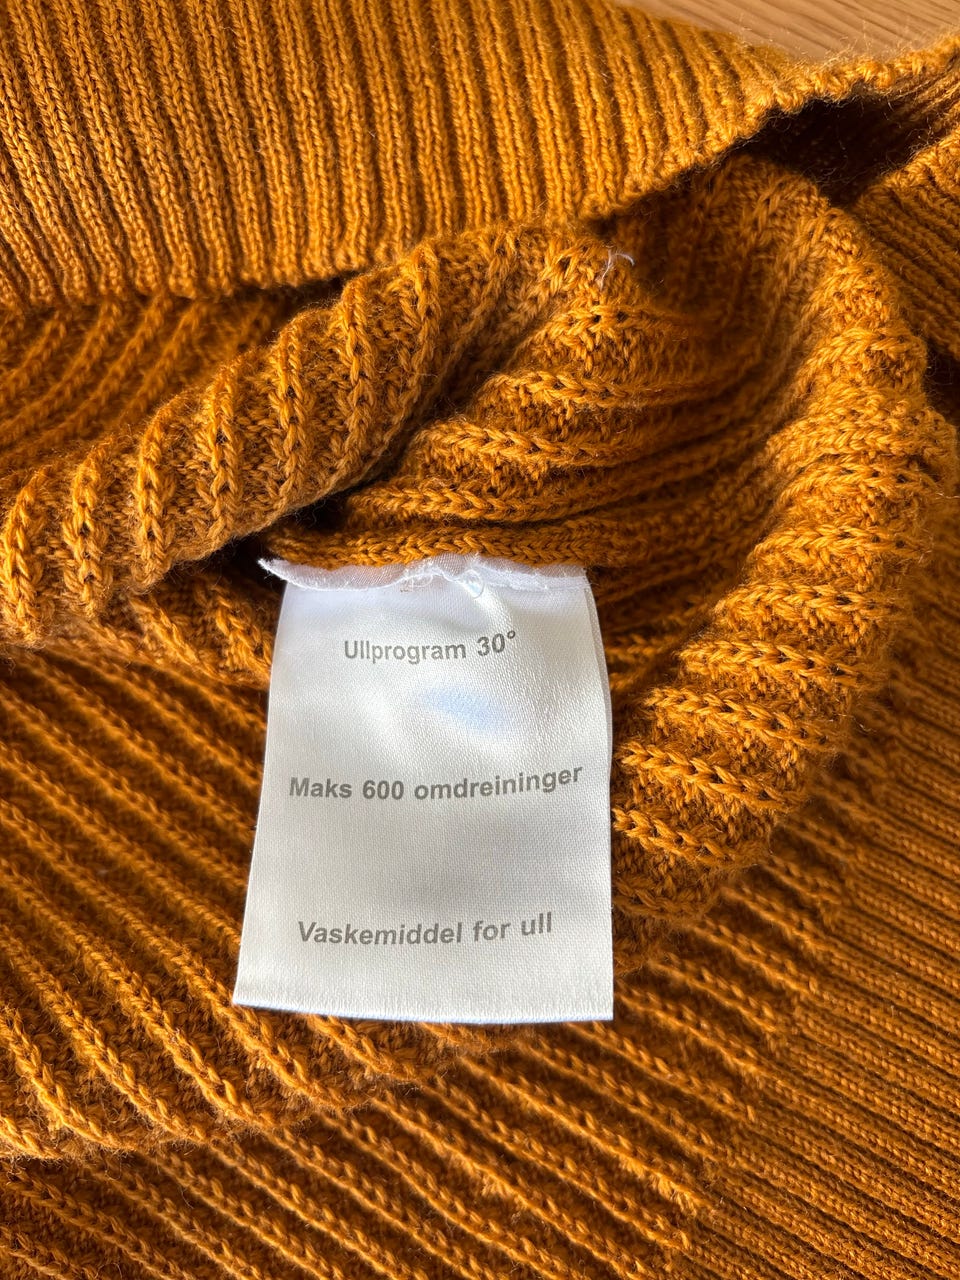 Ullprogram 30°
Maks 600 omdreininger
Vaskemiddel for ull